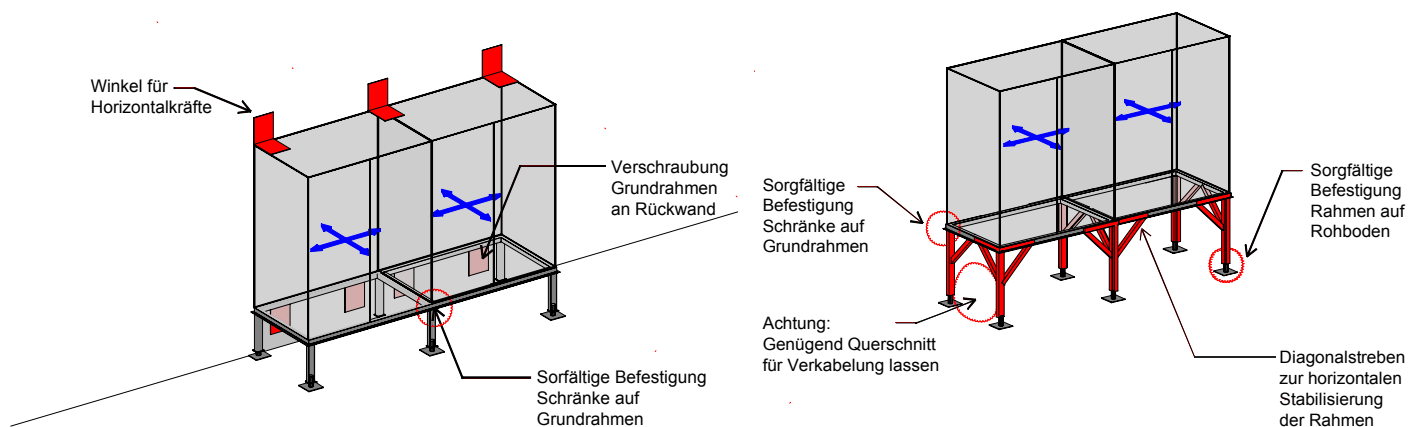 Winkel für
Horizontalkräfte
Verschraubung
Grundrahmen
an Rückwand
Sorfältige Befestigung
Schränke auf
Grundrahmen
Sorgfältige
Befestigung
Schränke auf
Grundrahmen
Achtung:
Genügend Querschnitt
für Verkabelung lassen
Sorgfältige
Befestigung
Rahmen auf
Rohboden
Diagonalstreben
zur horizontalen
Stabilisierung
der Rahmen